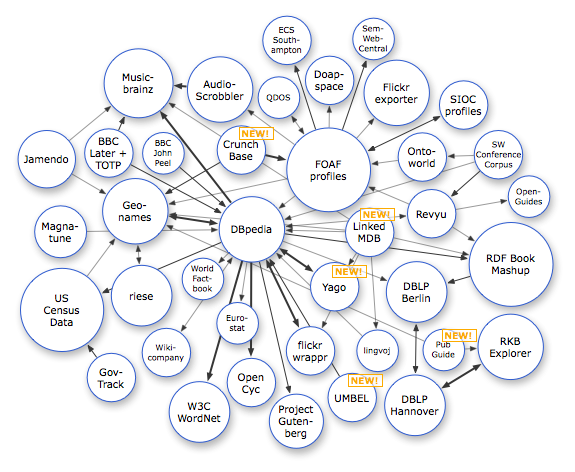 ECS
South-
ampton
Sem-
Web-
Central
Music-
brainz
Audio-
Scrobbler
QDOS
Doap-
space
Flickr
exporter
SIOC
profiles
NEW!
Crunch
Base
BBC
Later +
TOTP
BBC
John
Peel
Jamendo
FOAF
profiles
Onto-
world
SW
Conference
Corpus
Geo-
names
Magna-
tune
DBpedia
NEW!
Linked
MDB
Revyu
Open-
Guides
RDF Book
Mashup
US
Census
Data
riese
World
Fact-
book
NEW!
Yago
DBLP
Berlin
Euro-
stat
Wiki-
company
flickr
wrappr
lingvoj
NEW!
Pub
Guide
RKB
Explorer
Gov-
Track
Open
Cyc
W3C
WordNet
Project
Guten-
berg
NEW!
UMBEL
DBLP
Hannover